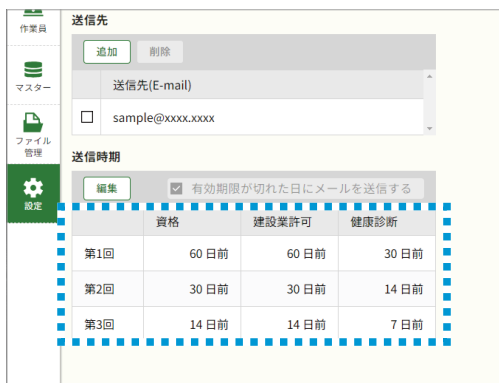 作業員
マスター
ファイル
管理
設定
送信先
追加 削除
送信先(E-mail)
sample@xxxx.xxxx
送信時期
編集 有効期限が切れた日にメールを送信する
資格 建設業許可 健康診断
第1回 60 日前 60 日前 30 日前
第2回 30 日前 30 日前 14 日前
第3回 14 日前 14 日前 7 日前